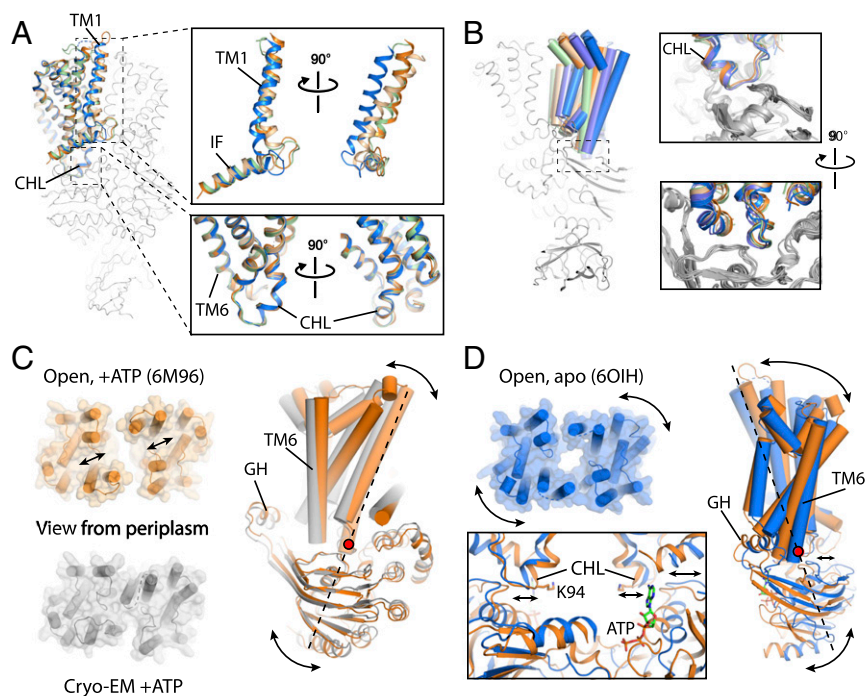 A
TM1
CHL
TM1
90°
IF
90°
TM6
CHL
B
CHL
90°
C
Open, +ATP (6M96)
View from periplasm
Cryo-EM +ATP
TM6
GH
D
Open, apo (6OIH)
CHL
K94
ATP
TM6
GH